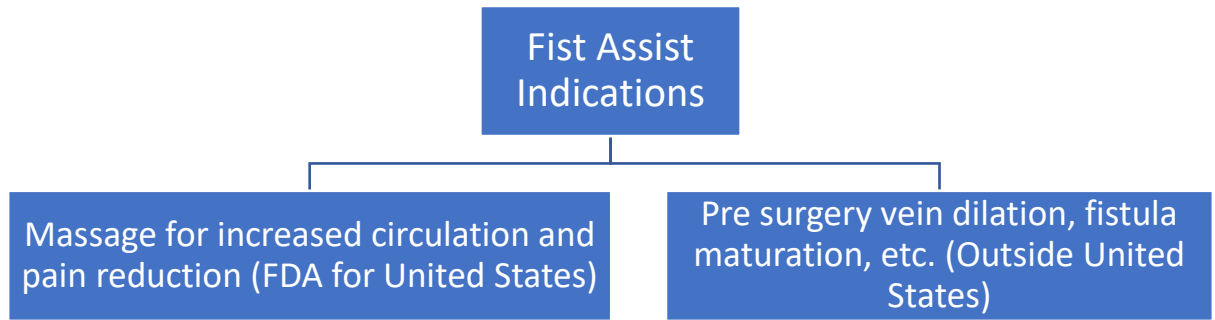 Fist Assist
Indications
Massage for increased circulation and
pain reduction (FDA for United States)
Pre surgery vein dilation, fistula
maturation, etc. (Outside United
States)